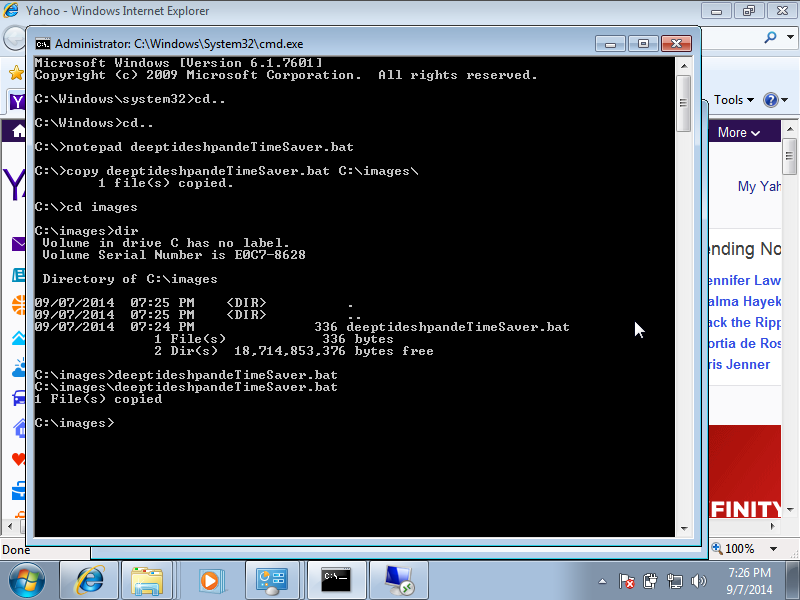 Yahoo - Windows Internet Explorer
Administrator: C:\Windows\System32\cmd.exe
Microsoft Windows [Version 6.1.7601]
Copyright (c) 2009 Microsoft Corporation.  All rights reserved.
C:\Windows\system32>cd..
C:\Windows>cd..
C:\>notepad deeptideshpandeTimeSaver.bat
C:\>copy deeptideshpandeTimeSaver.bat C:\images\
1 file(s) copied.
C:\>cd images
C:\images>dir
Volume in drive C has no label.
Volume Serial Number is E0C7-8628
Directory of C:\images
09/07/2014  07:25 PM    <DIR>          .
09/07/2014  07:25 PM    <DIR>          ..
09/07/2014  07:24 PM               336 deeptideshpandeTimeSaver.bat
1 File(s)            336 bytes
2 Dir(s)  18,714,853,376 bytes free
C:\images>deeptideshpandeTimeSaver.bat
C:\images\deeptideshpandeTimeSaver.bat
1 File(s) copied
C:\images>
Tools
More
My Yah
ending No
ennifer Law
alma Hayek
ack the Ripp
ortia de Ros
ris Jenner
FINITY
Done
100%
7:26 PM
9/7/2014